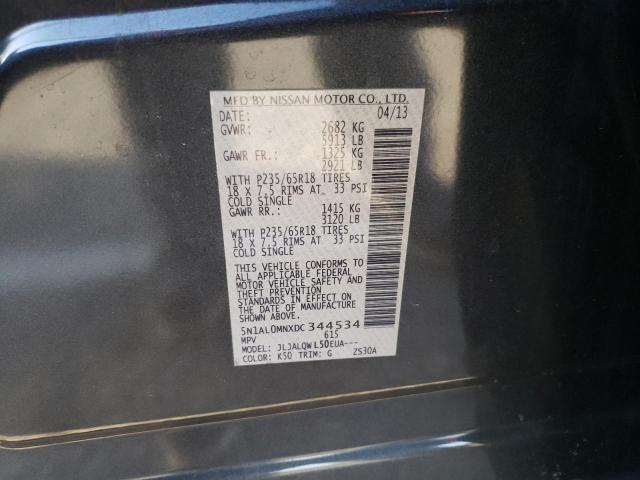 MFD BY NISSAN MOTOR CO., LTD.
DATE: 04/13
GVWR: 2682 KG
5913 LB
GAWR FR.: 1325 KG
2921 LB
WITH P235/65R18 TIRES
18 X 7.5 RIMS AT 33 PSI
COLD SINGLE
GAWR RR.: 1415 KG
3120 LB
WITH P235/65R18 TIRES
18 X 7.5 RIMS AT 33 PSI
COLD SINGLE
THIS VEHICLE CONFORMS TO
ALL APPLICABLE FEDERAL
MOTOR VEHICLE SAFETY AND
THEFT PREVENTION
STANDARDS IN EFFECT ON
THE DATE OF MANUFACTURE
SHOWN ABOVE.
5N1AL0MNXDC 344534
MPV 615
MODEL: JLJALQW L50EUA---
COLOR: K50 TRIM: G ZS30A